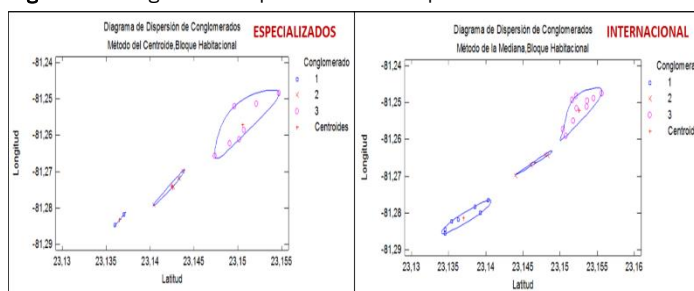 Diagrama de Dispersión de Conglomerados
ESPECIALIZADOS
Método del Centroide,Bloque Habitacional
Conglomerado
1
2
3
Centroides
Longitud
-81,24
-81,25
-81,26
-81,27
-81,28
-81,29
23,13
23,135
23,14
23,145
23,15
23,155
Latitud
Diagrama de Dispersión de Conglomerados
INTERNACIONAL
Método de la Mediana,Bloque Habitacional
Conglomera
1
2
3
Centroides
Longitud
-81,24
-81,25
-81,26
-81,27
-81,28
-81,29
23,13
23,135
23,14
23,145
23,15
23,155
23,16
Latitud